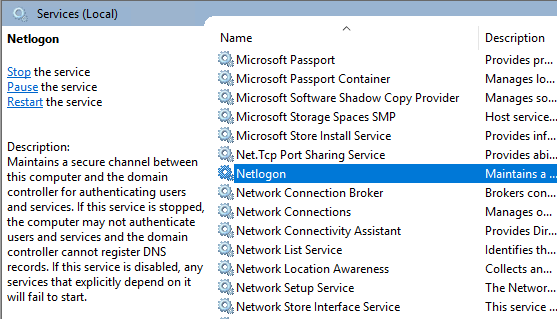 Services (Local)
Netlogon
Stop the service
Pause the service
Restart the service
Description:
Maintains a secure channel between
this computer and the domain
controller for authenticating users
and services. If this service is stopped,
the computer may not authenticate
users and services and the domain
controller cannot register DNS
records. If this service is disabled, any
services that explicitly depend on it
will fail to start.
Name Description
Microsoft Passport Provides pr...
Microsoft Passport Container Manages lo...
Microsoft Software Shadow Copy Provider Manages so...
Microsoft Storage Spaces SMP Host service...
Microsoft Store Install Service Provides inf...
Net.Tcp Port Sharing Service Provides abi...
Netlogon Maintains a ...
Network Connection Broker Brokers con...
Network Connections Manages o...
Network Connectivity Assistant Provides Dir...
Network List Service Identifies th...
Network Location Awareness Collects an...
Network Setup Service The Networ...
Network Store Interface Service This service ...